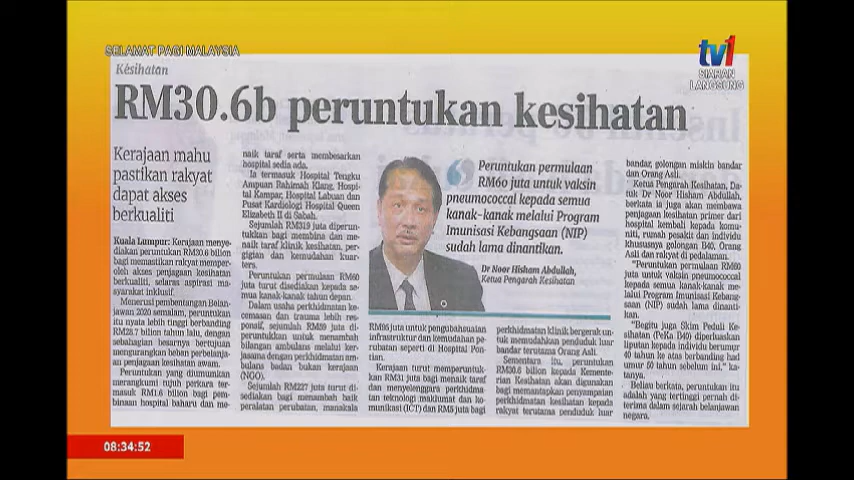 SELAMAT PAGI MALAYSIA
tv1
SIARAN
LANGSUNG
Kesihatan
RM30.6b peruntukan kesihatan
Kerajaan mahu
pastikan rakyat
dapat akses
berkualiti
Kuala Lumpur: Kerajaan menye-
diakan peruntukan RM30.6 bilion
bagi memastikan rakyat memper-
oleh akses penjagaan kesihatan
berkualiti, selaras aspirasi ma-
syarakat inklusif.
Menerusi pembentangan Belan-
jawan 2020 semalam, peruntukan
itu nyata lebih tinggi berbanding
RM28.7 bilion tahun lalu, dengan
sebahagian besarnya bertujuan
mengurangkan beban perbelanja-
an penjagaan kesihatan awam.
Peruntukan yang diumumkan
merangkumi tujuh perkara ter-
masuk RM1.6 bilion bagi pem-
binaan hospital baharu dan me-
naik taraf serta membesarkan
hospital sedia ada.
Ia termasuk Hospital Tengku
Ampuan Rahimah Klang, Hospi-
tal Kampar, Hospital Labuan dan
Pusat Kardiologi Hospital Queen
Elizabeth II di Sabah.
Sejumlah RM319 juta diperun-
tukkan bagi membina dan me-
naik taraf klinik kesihatan, per-
gigian dan kemudahan kuar-
ters.
Peruntukan permulaan RM60
juta turut disediakan kepada se-
mua kanak-kanak tahun depan.
Dalam usaha perkhidmatan ke-
cemasan dan trauma lebih res-
ponsif, sejumlah RM99 juta di-
peruntukkan untuk menambah
bilangan ambulans melalui ker-
jasama dengan perkhidmatan am-
bulans badan bukan kerajaan
(NGO).
Sejumlah RM227 juta turut di-
sediakan bagi menambah baik
peralatan perubatan, manakala
Peruntukan permulaan
RM60 juta untuk vaksin
pneumococcal kepada semua
kanak-kanak melalui Program
Imunisasi Kebangsaan (NIP)
sudah lama dinantikan.
Dr Noor Hisham Abdullah,
Ketua Pengarah Kesihatan
RM95 juta untuk pengubahsuaian
infrastruktur dan kemudahan pe-
rubatan seperti di Hospital Pon-
tian.
Kerajaan turut memperuntukan
RM31 juta bagi menaik taraf dan
menyelenggara perkhidmatan
teknologi maklumat dan ko-
munikasi (ICT) dan RM5 juta bagi
perkhidmatan klinik bergerak un-
tuk memudahkan penduduk luar
bandar terutama Orang Asli.
Sementara itu, peruntukan
RM30.6 bilion kepada Kemente-
rian Kesihatan akan digunakan
bagi memantapkan penyampaian
perkhidmatan kesihatan kepada
rakyat terutama penduduk luar
bandar, golongan miskin bandar
dan Orang Asli.
Ketua Pengarah Kesihatan, Da-
tuk Dr Noor Hisham Abdullah,
berkata ia juga akan membawa
penjagaan kesihatan primer dari
hospital kembali kepada komu-
niti, rumah pesakit dan individu
khususnya golongan B40, Orang
Asli dan rakyat di pedalaman.
"Peruntukan permulaan RM60
juta untuk vaksin pneumococcal
kepada semua kanak-kanak me-
lalui Program Imunisasi Kebang-
saan (NIP) sudah lama dinanti-
kan.
"Begitu juga Skim Peduli Ke-
sihatan (PeKa B40) diperluaskan
liputan kepada individu berumur
40 tahun ke atas berbanding had
umur 50 tahun sebelum ini," ka-
tanya.
Beliau berkata, peruntukan itu
adalah yang tertinggi pernah di-
terima dalam sejarah belanjawan
negara.
08:34:52